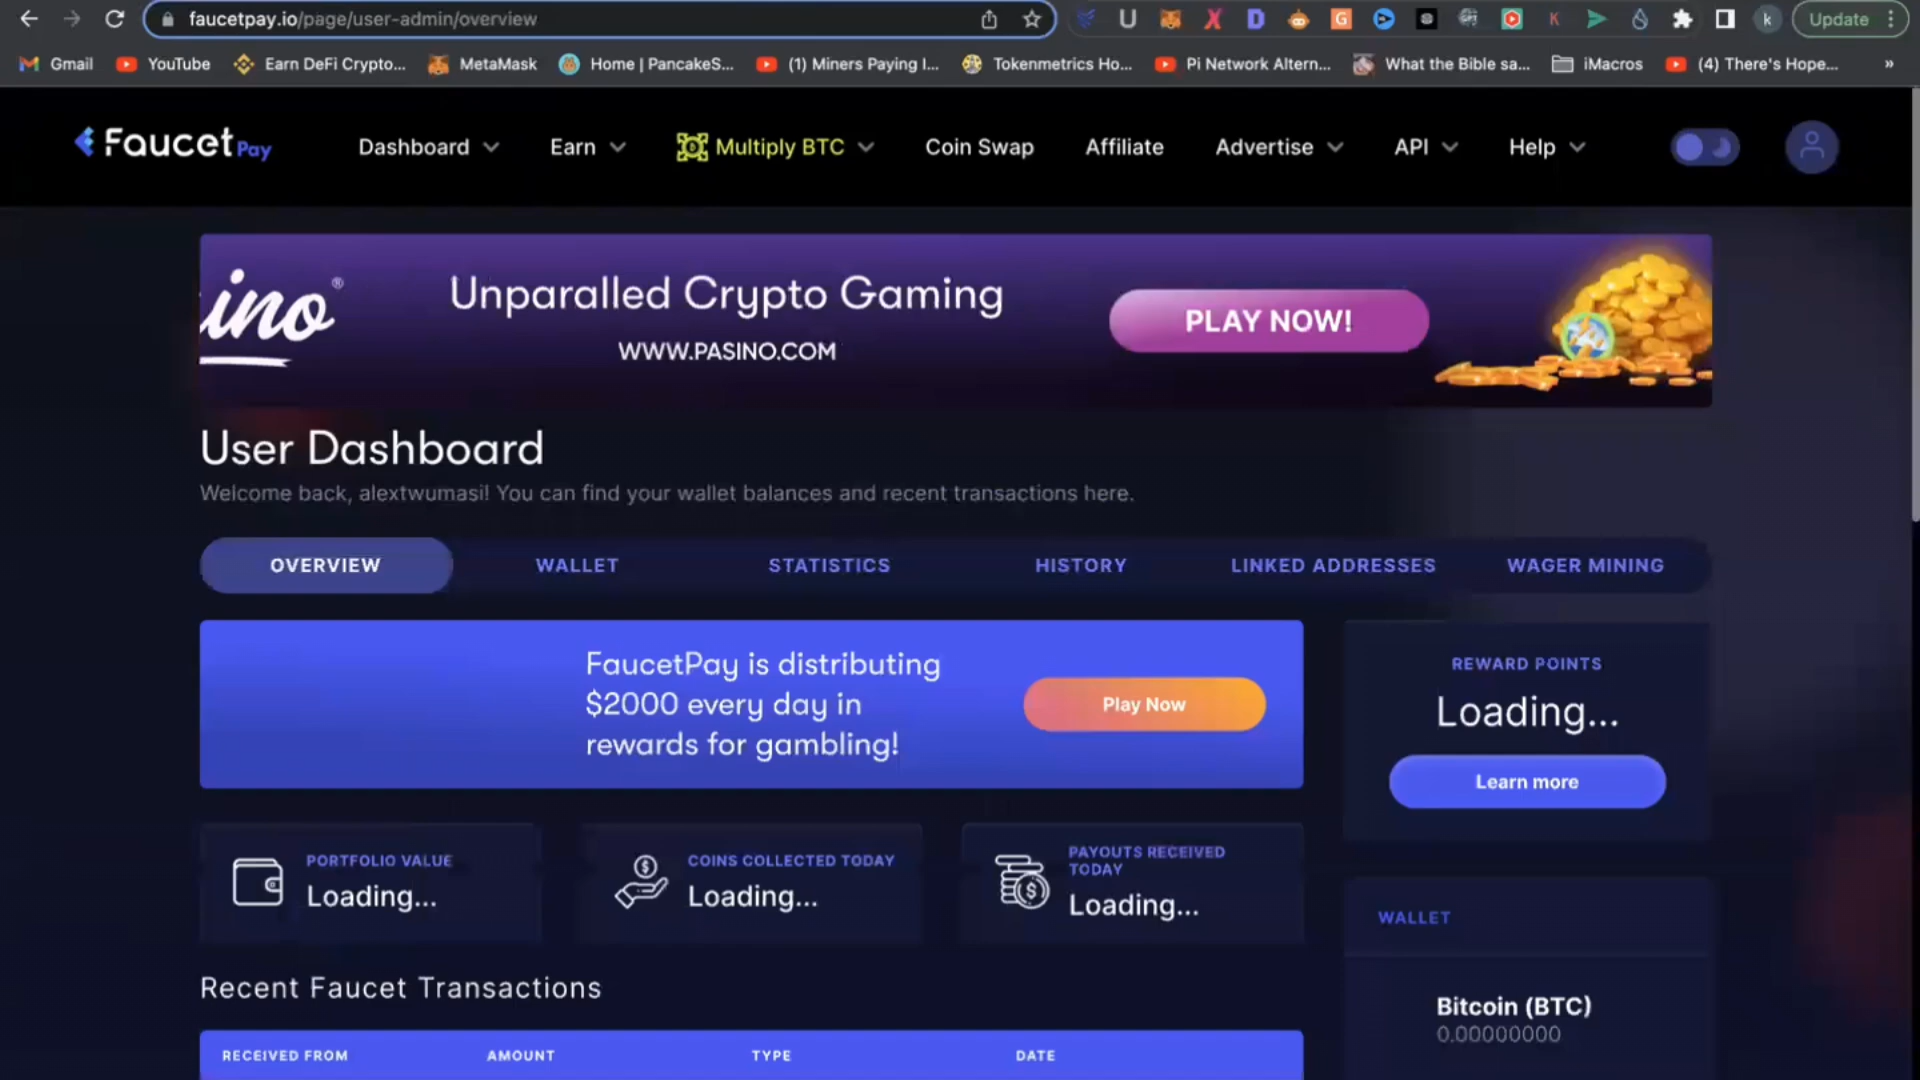 faucetpay.io/page/user-admin/overview
Update
Gmail YouTube Earn DeFi Crypto... MetaMask Home | PancakeS... (1) Miners Paying I... Tokenmetrics Ho... Pi Network Altern... What the Bible sa... iMacros (4) There's Hope... »
FaucetPay Dashboard Earn Multiply BTC Coin Swap Affiliate Advertise API Help
ino®
Unparalled Crypto Gaming
WWW.PASINO.COM
PLAY NOW!
User Dashboard
Welcome back, alextwumasi! You can find your wallet balances and recent transactions here.
OVERVIEW WALLET STATISTICS HISTORY LINKED ADDRESSES WAGER MINING
FaucetPay is distributing
$2000 every day in
rewards for gambling!
Play Now
REWARD POINTS
Loading...
Learn more
PORTFOLIO VALUE
Loading...
COINS COLLECTED TODAY
Loading...
PAYOUTS RECEIVED
TODAY
Loading...
WALLET
Bitcoin (BTC)
0.00000000
Recent Faucet Transactions
RECEIVED FROM AMOUNT TYPE DATE